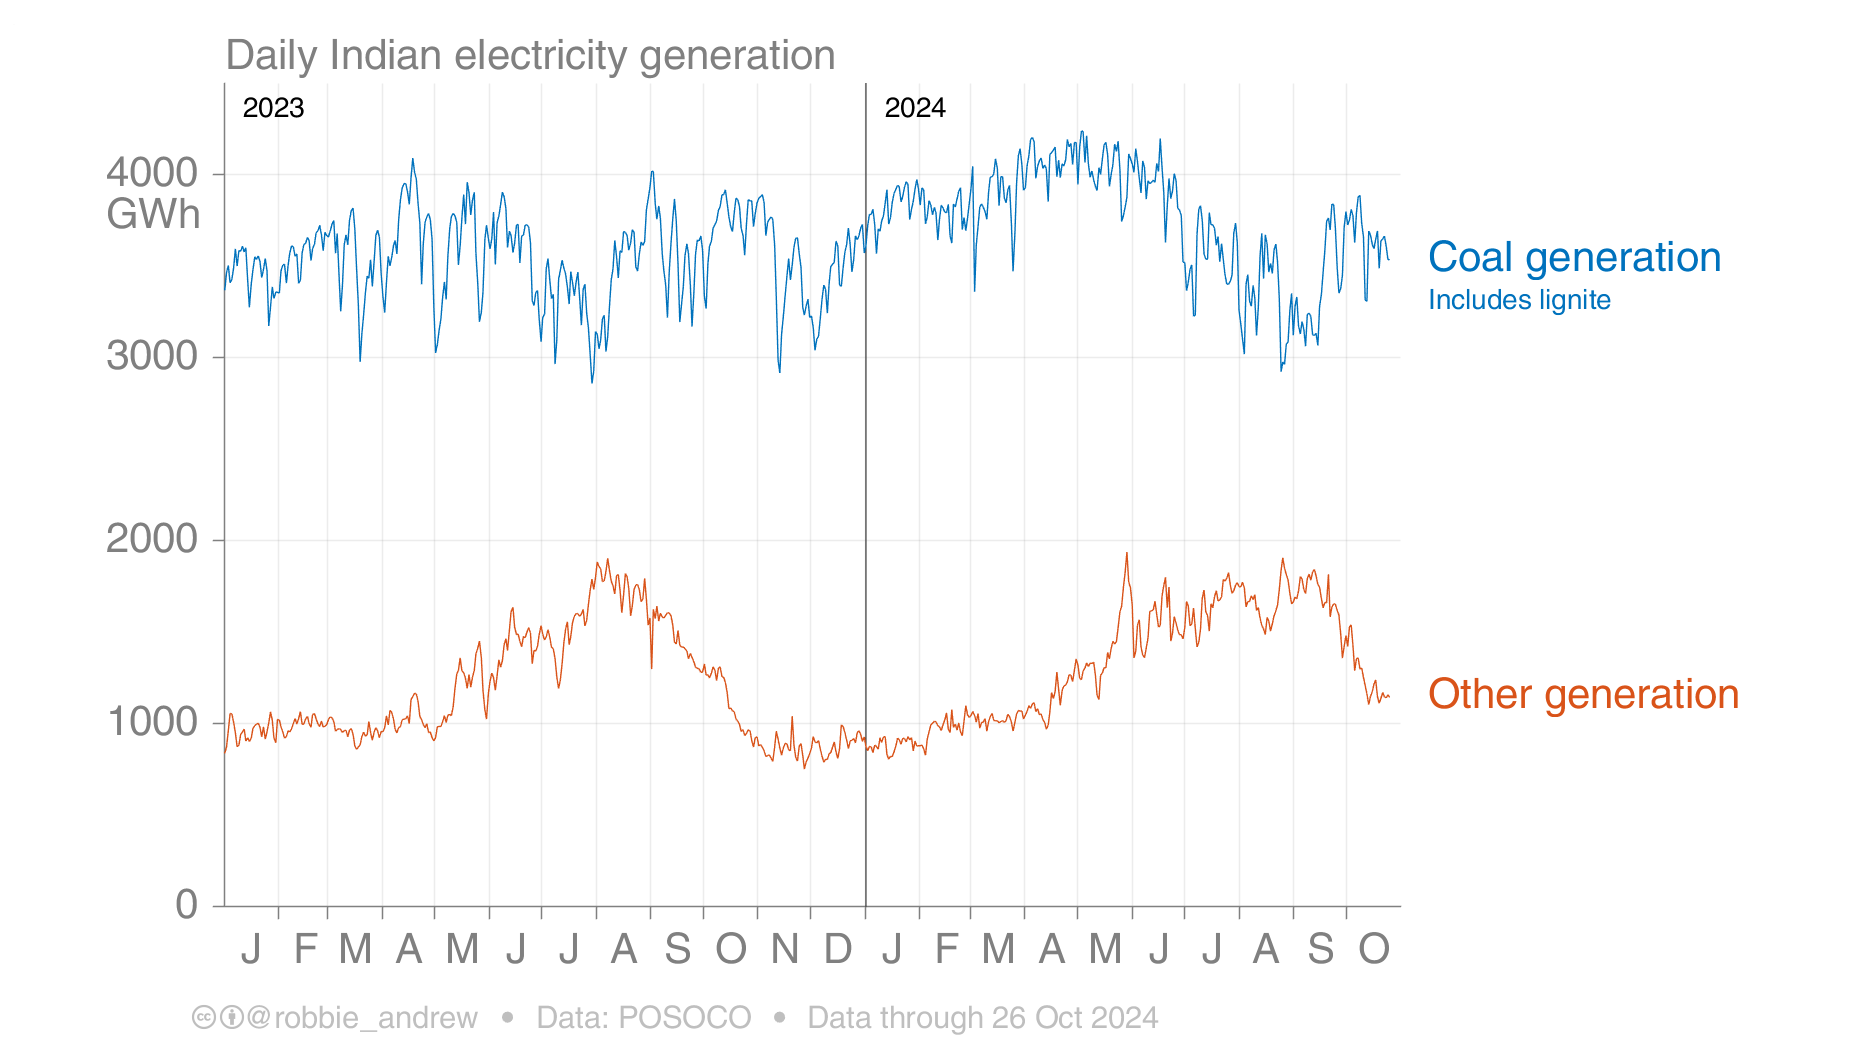 Daily Indian electricity generation
2023
2024
4000
GWh
3000
2000
1000
0
Coal generation
Includes lignite
Other generation
J F M A M J J A S O N D J F M A M J J A S O
cc @robbie_andrew • Data: POSOCO • Data through 26 Oct 2024